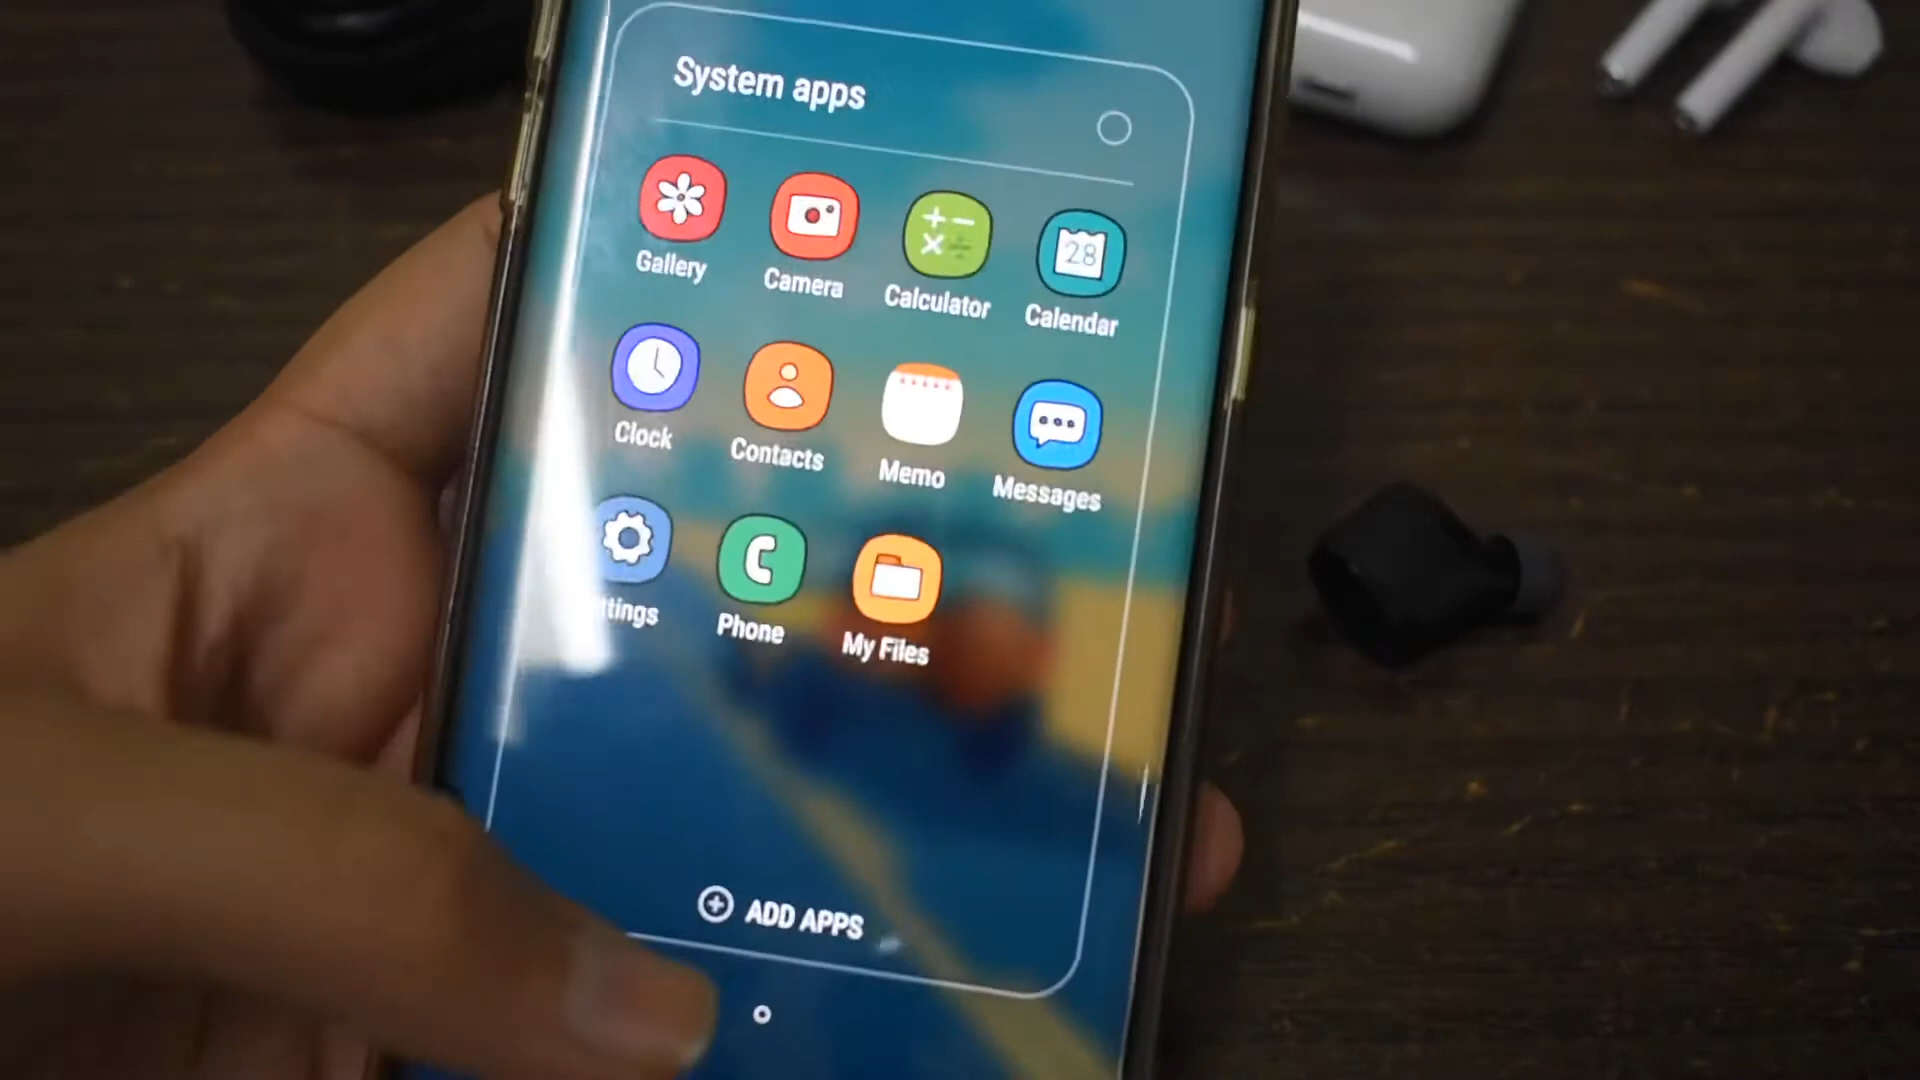 System apps
Gallery
Camera
Calculator
28
Calendar
Clock
Contacts
Memo
Messages
ttings
Phone
My Files
ADD APPS